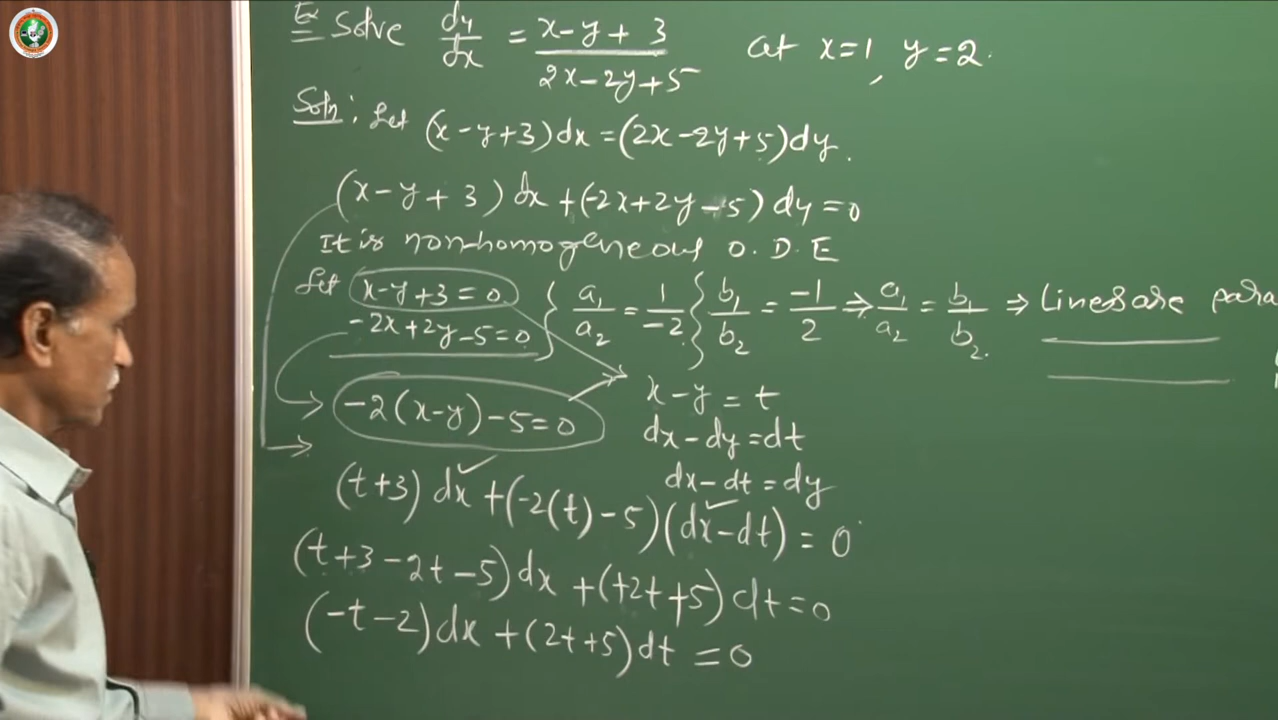 Ex Solve dy/dx = x-y+3/2x-2y+5 at x=1, y=2.
Soln: Let (x-y+3)dx=(2x-2y+5)dy.
(x-y+3)dx+(-2x+2y-5)dy=0
It is non-homogeneous O.D.E
Let x-y+3=0 } a1/a2 = 1/-2 } b1/b2 = -1/2 ⇒ a1/a2 = b1/b2. ⇒ Lines are para
-2x+2y-5=0
-2(x-y)-5=0
x-y=t
dx-dy=dt
dx-dt=dy
(t+3)dx+(-2(t)-5)(dx-dt)=0
(t+3-2t-5)dx+(+2t+5)dt=0
(-t-2)dx+(2t+5)dt=0